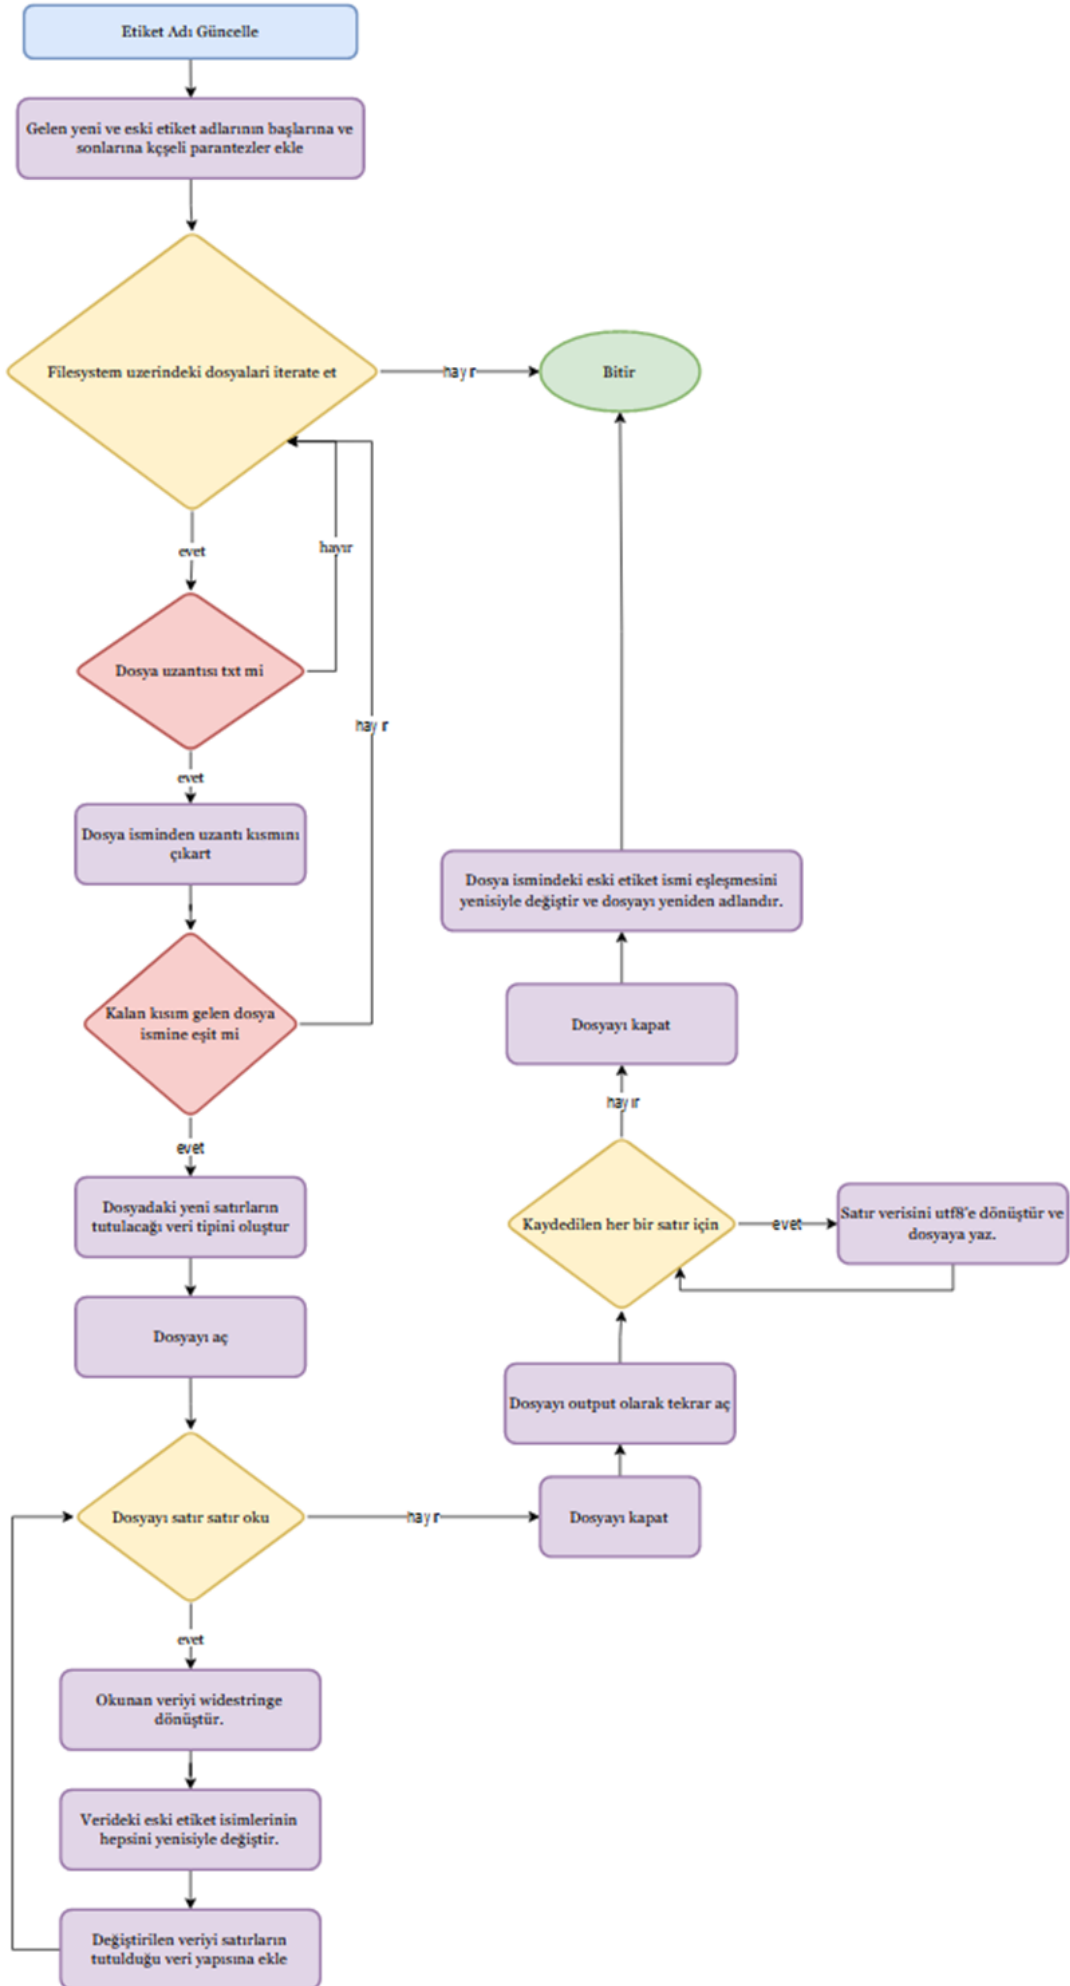 Etiket Adı Güncelle
Gelen yeni ve eski etiket adlarının başlarına ve
sonlarına kçşeli parantezler ekle
Filesystem uzerindeki dosyalari iterate et
hayır
Bitir
evet
hayır
Dosya uzantısı txt mi
hayır
evet
Dosya isminden uzantı kısmını
çıkart
Kalan kısım gelen dosya
ismine eşit mi
evet
Dosyadaki yeni satırların
tutulacağı veri tipini oluştur
Dosyayı aç
Dosyayı satır satır oku
hayır
evet
Okunan veriyi widestringe
dönüştür.
Verideki eski etiket isimlerinin
hepsini yenisiyle değiştir.
Değiştirilen veriyi satırların
tutulduğu veri yapısına ekle
Dosyayı kapat
Dosyayı output olarak tekrar aç
Kaydedilen her bir satır için
evet
Satır verisini utf8'e dönüştür ve
dosyaya yaz.
hayır
Dosyayı kapat
Dosya ismindeki eski etiket ismi eşleşmesini
yenisiyle değiştir ve dosyayı yeniden adlandır.